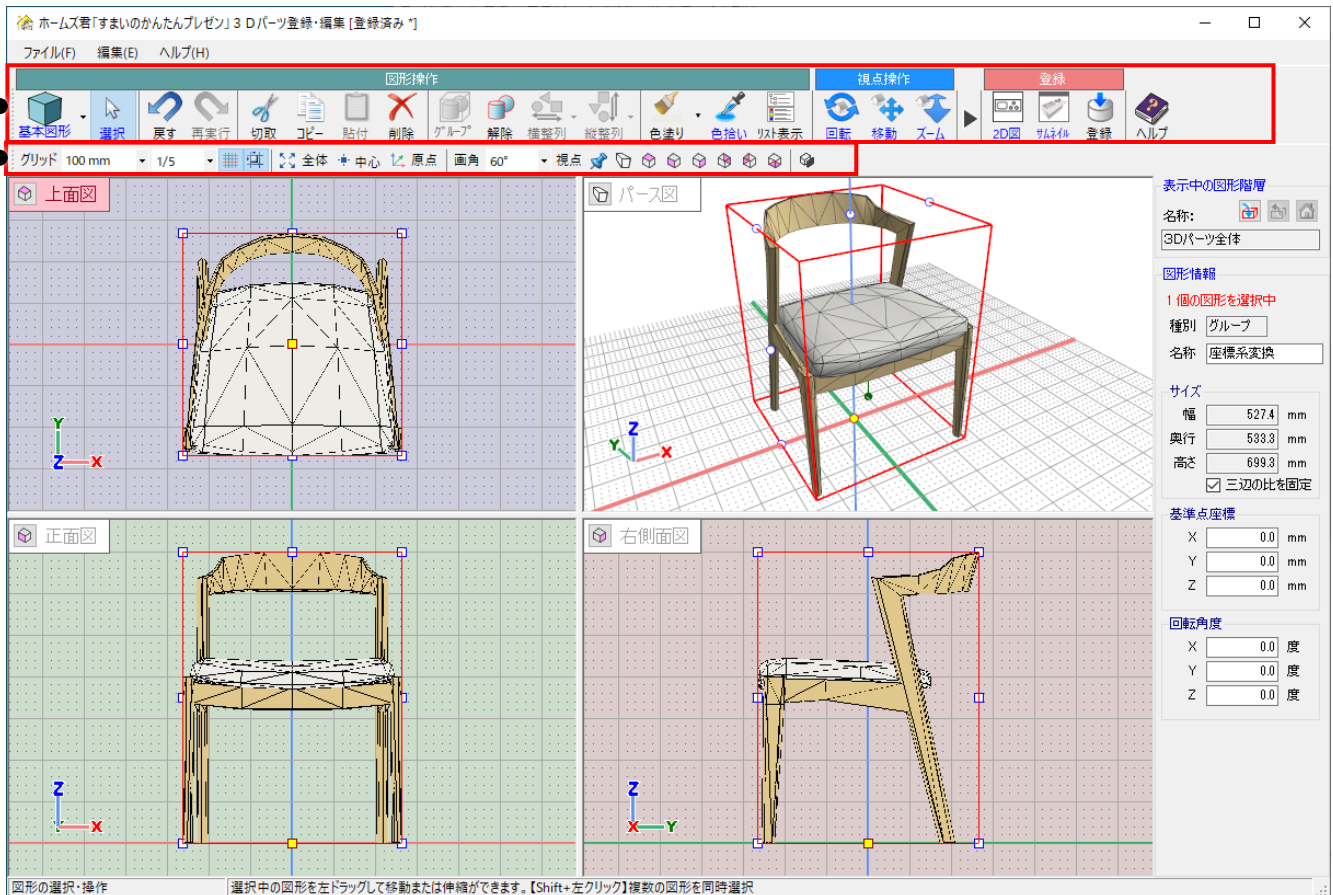 ホームズ君「すまいのかんたんプレゼン」３Ｄパーツ登録・編集 [登録済み *]
ファイル(F) 編集(E) ヘルプ(H)
図形操作 視点操作 登録
基本図形 選択 戻す 再実行 切取 コピー 貼付 削除 グループ 解除 横整列 縦整列 色塗り 色拾い リスト表示 回転 移動 ズーム 2D図 サムネイル 登録 ヘルプ
グリッド 100 mm 1/5 全体 中心 原点 画角 60° 視点
上面図
Y
Z X
パース図
Z
Y X
正面図
Z
Y X
右側面図
Z
X Y
表示中の図形階層
名称:
3Dパーツ全体
図形情報
1 個の図形を選択中
種別 グループ
名称 座標系変換
サイズ
幅 527.4 mm
奥行 533.3 mm
高さ 699.3 mm
三辺の比を固定
基準点座標
X 0.0 mm
Y 0.0 mm
Z 0.0 mm
回転角度
X 0.0 度
Y 0.0 度
Z 0.0 度
図形の選択・操作 選択中の図形を左ドラッグして移動または伸縮ができます。【Shift+左クリック】複数の図形を同時選択